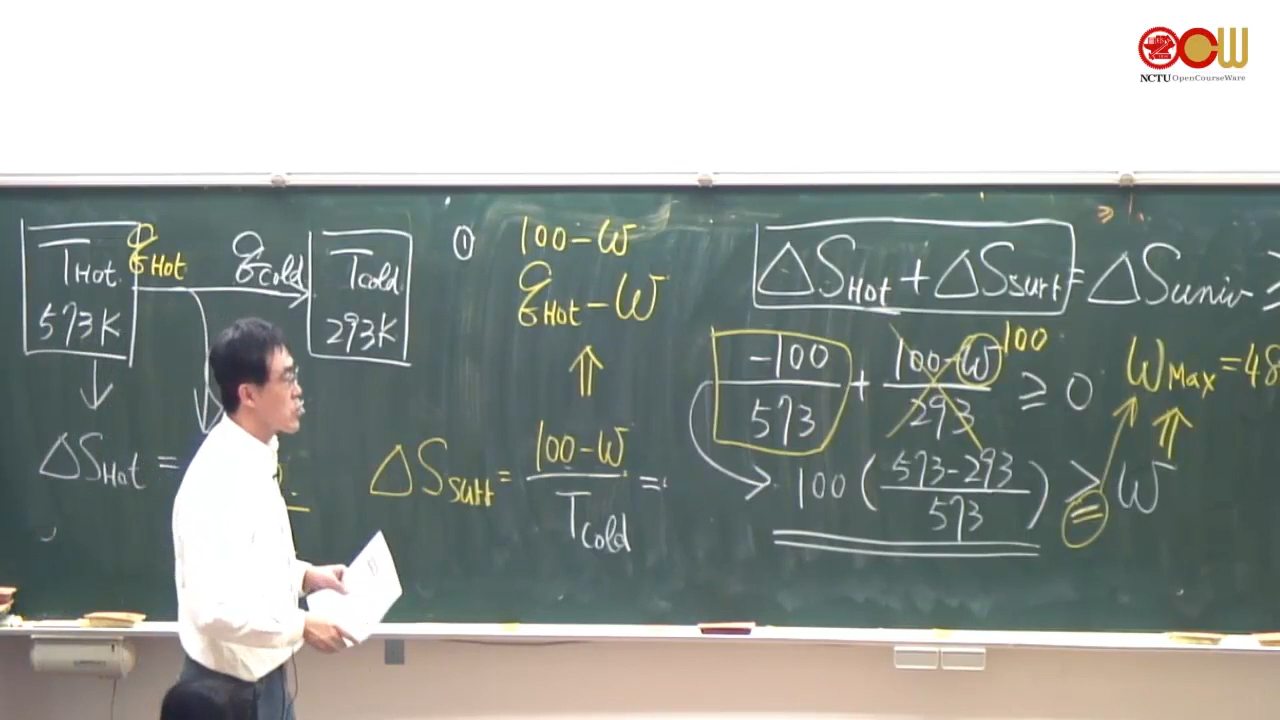 OCW
NCTU OpenCourseWare
T_Hot
573K
q_Hot
q_cold
T_cold
293K
ΔS_Hot =
①
100-W
q_Hot - W
⇑
ΔS_surr = (100-W)/T_cold =
ΔS_Hot + ΔS_surr = ΔS_univ ≥
-100/573 + (100-W)/293 ≥ 0
100
100 ( (573-293)/573 ) ≥ W
W_Max = 48